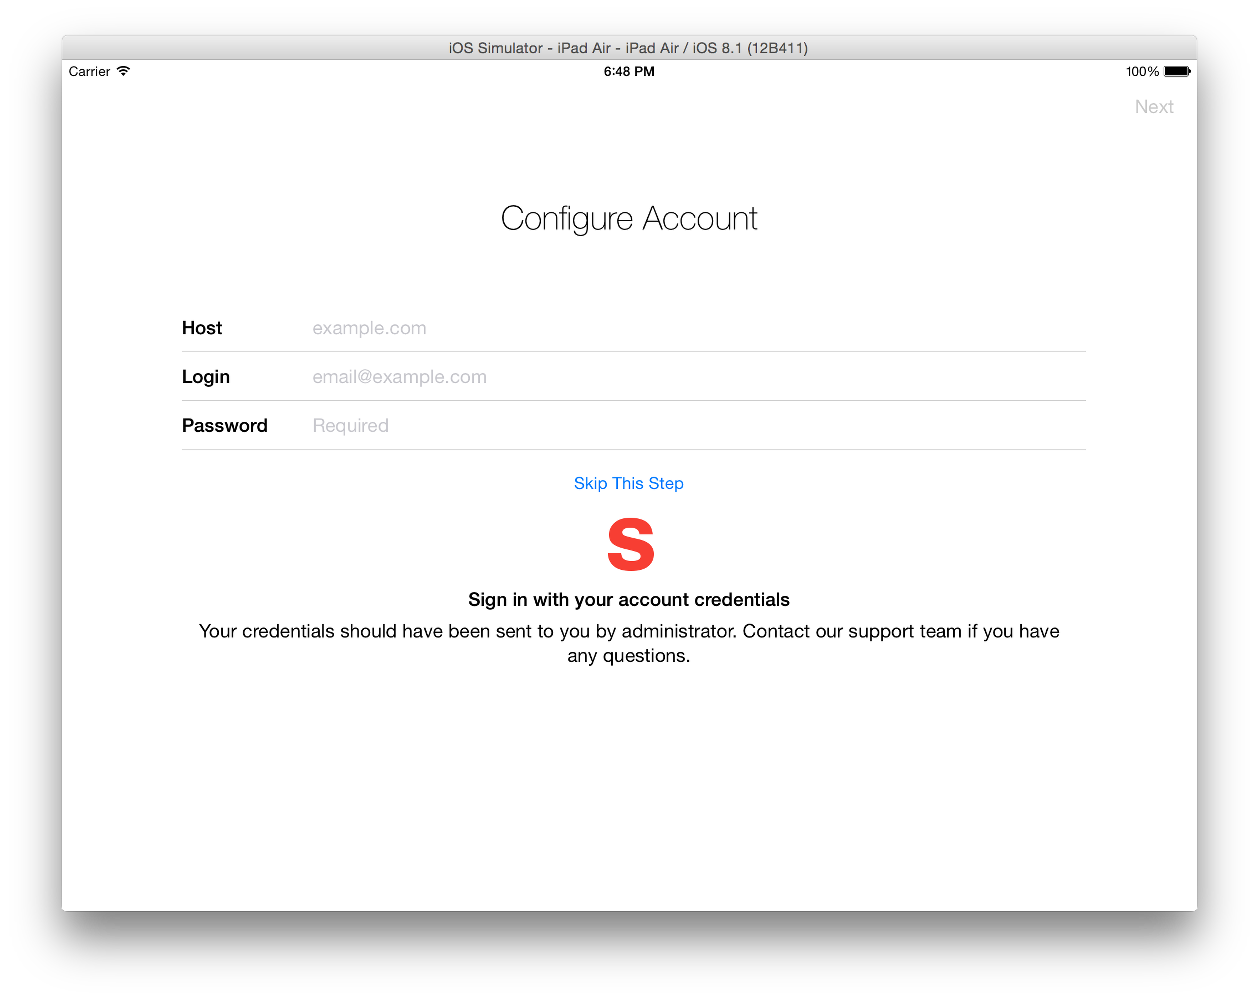 iOS Simulator - iPad Air - iPad Air / iOS 8.1 (12B411)
Carrier 6:48 PM 100%
Next
Configure Account
Host example.com
Login email@example.com
Password Required
Skip This Step
S
Sign in with your account credentials
Your credentials should have been sent to you by administrator. Contact our support team if you have
any questions.